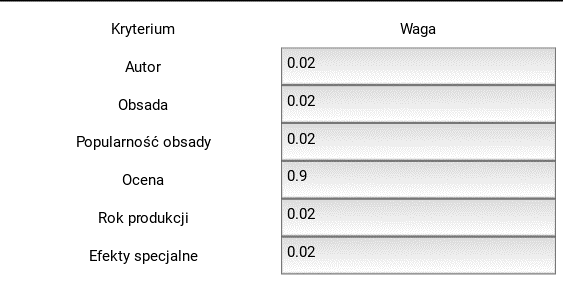 Kryterium Waga
Autor 0.02
Obsada 0.02
Popularność obsady 0.02
Ocena 0.9
Rok produkcji 0.02
Efekty specjalne 0.02